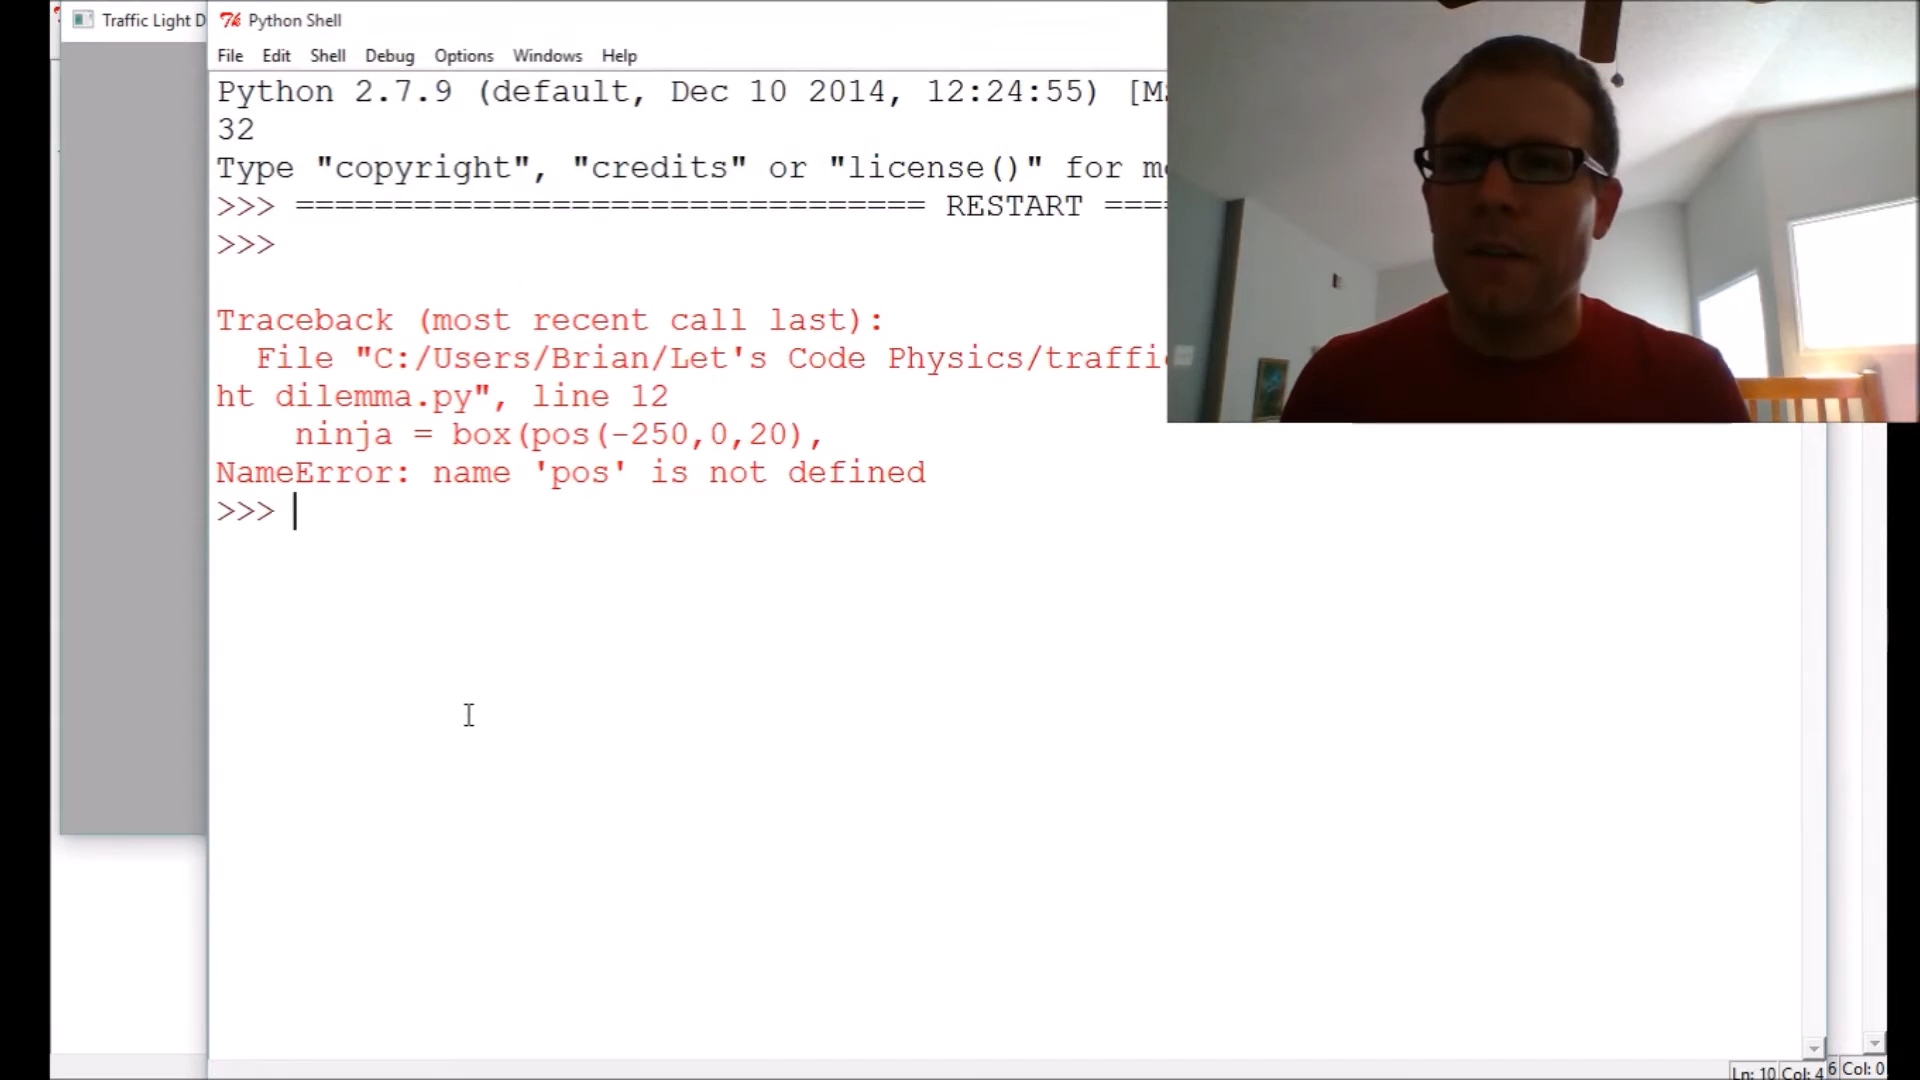 Traffic Light D
Python Shell
File Edit Shell Debug Options Windows Help
Python 2.7.9 (default, Dec 10 2014, 12:24:55) [M
32
Type "copyright", "credits" or "license()" for m
>>> ================================ RESTART ====
>>>
Traceback (most recent call last):
File "C:/Users/Brian/Let's Code Physics/traffi
ht dilemma.py", line 12
ninja = box(pos(-250,0,20),
NameError: name 'pos' is not defined
>>>
Ln: 10 Col: 4 6 Col: 0